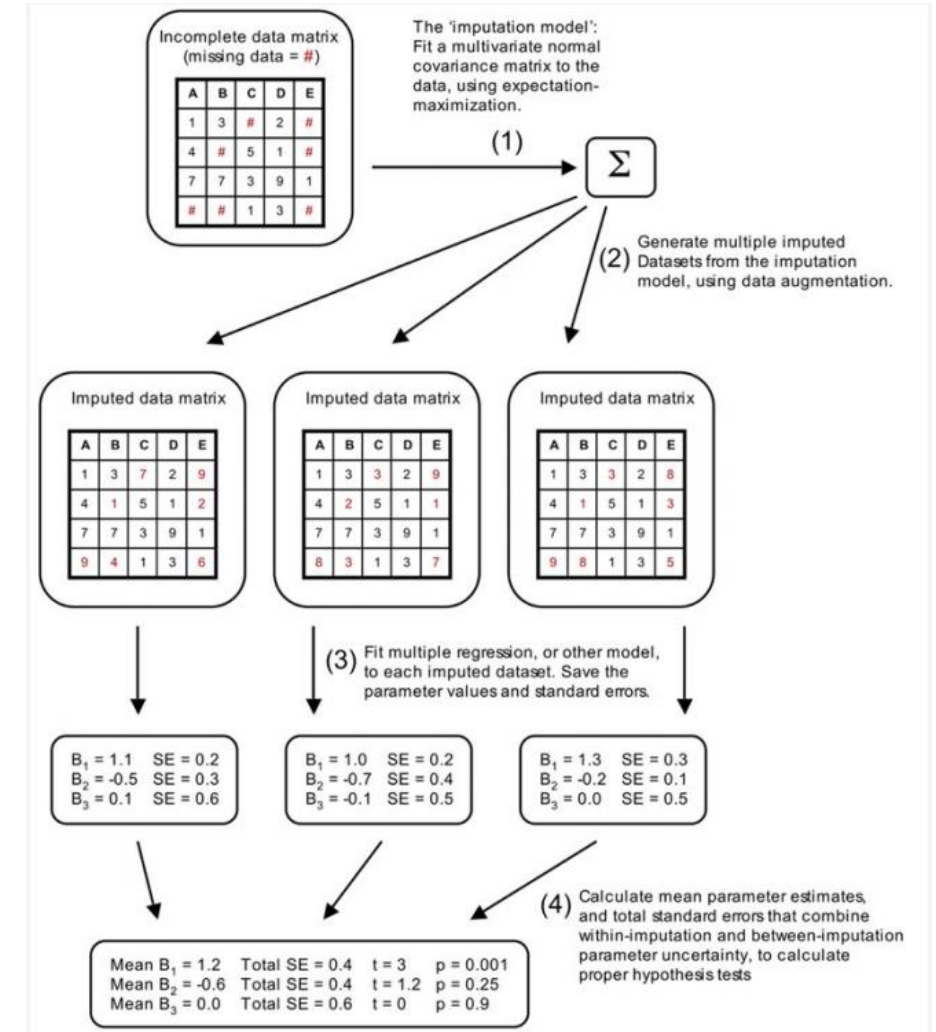 Incomplete data matrix
(missing data = #)
A B C D E
1 3 # 2 #
4 # 5 1 #
7 7 3 9 1
# # 1 3 #
The ‘imputation model’:
Fit a multivariate normal
covariance matrix to the
data, using expectation-
maximization.
(1)
Σ
(2) Generate multiple imputed
Datasets from the imputation
model, using data augmentation.
Imputed data matrix
A B C D E
1 3 7 2 9
4 1 5 1 2
7 7 3 9 1
9 4 1 3 6
Imputed data matrix
A B C D E
1 3 3 2 9
4 2 5 1 1
7 7 3 9 1
8 3 1 3 7
Imputed data matrix
A B C D E
1 3 3 2 8
4 1 5 1 3
7 7 3 9 1
9 8 1 3 5
(3) Fit multiple regression, or other model,
to each imputed dataset. Save the
parameter values and standard errors.
B₁ = 1.1 SE = 0.2
B₂ = -0.5 SE = 0.3
B₃ = 0.1 SE = 0.6
B₁ = 1.0 SE = 0.2
B₂ = -0.7 SE = 0.4
B₃ = -0.1 SE = 0.5
B₁ = 1.3 SE = 0.3
B₂ = -0.2 SE = 0.1
B₃ = 0.0 SE = 0.5
(4) Calculate mean parameter estimates,
and total standard errors that combine
within-imputation and between-imputation
parameter uncertainty, to calculate
proper hypothesis tests
Mean B₁ = 1.2 Total SE = 0.4 t = 3 p = 0.001
Mean B₂ = -0.6 Total SE = 0.4 t = 1.2 p = 0.25
Mean B₃ = 0.0 Total SE = 0.6 t = 0 p = 0.9